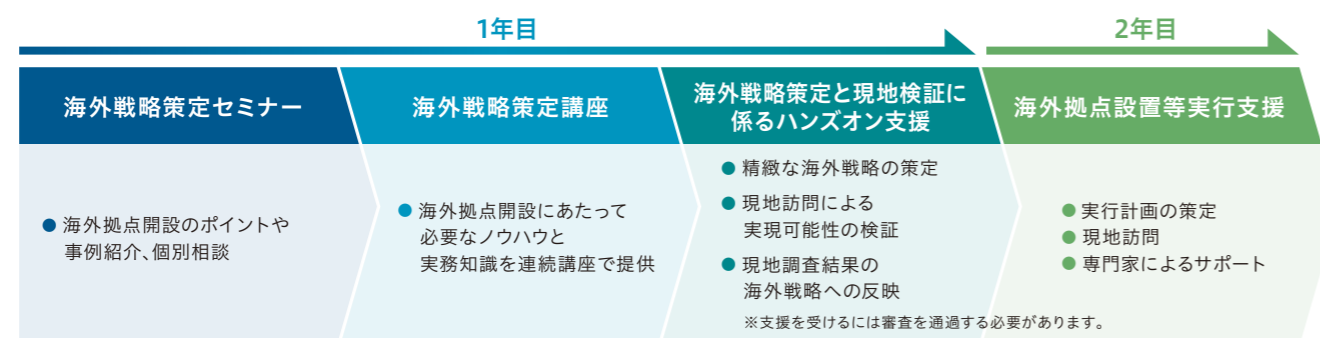 1年目
2年目
海外戦略策定セミナー
海外戦略策定講座
海外戦略策定と現地検証に
係るハンズオン支援
海外拠点設置等実行支援
● 海外拠点開設のポイントや
事例紹介、個別相談
● 海外拠点開設にあたって
必要なノウハウと
実務知識を連続講座で提供
● 精緻な海外戦略の策定
● 現地訪問による
実現可能性の検証
● 現地調査結果の
海外戦略への反映
※支援を受けるには審査を通過する必要があります。
● 実行計画の策定
● 現地訪問
● 専門家によるサポート